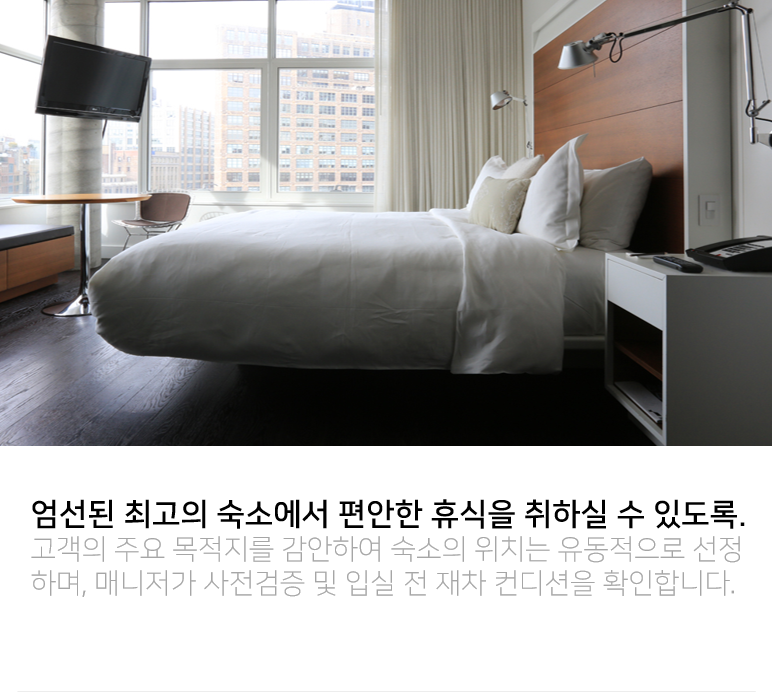 엄선된 최고의 숙소에서 편안한 휴식을 취하실 수 있도록.
고객의 주요 목적지를 감안하여 숙소의 위치는 유동적으로 선정
하며, 매니저가 사전검증 및 입실 전 재차 컨디션을 확인합니다.